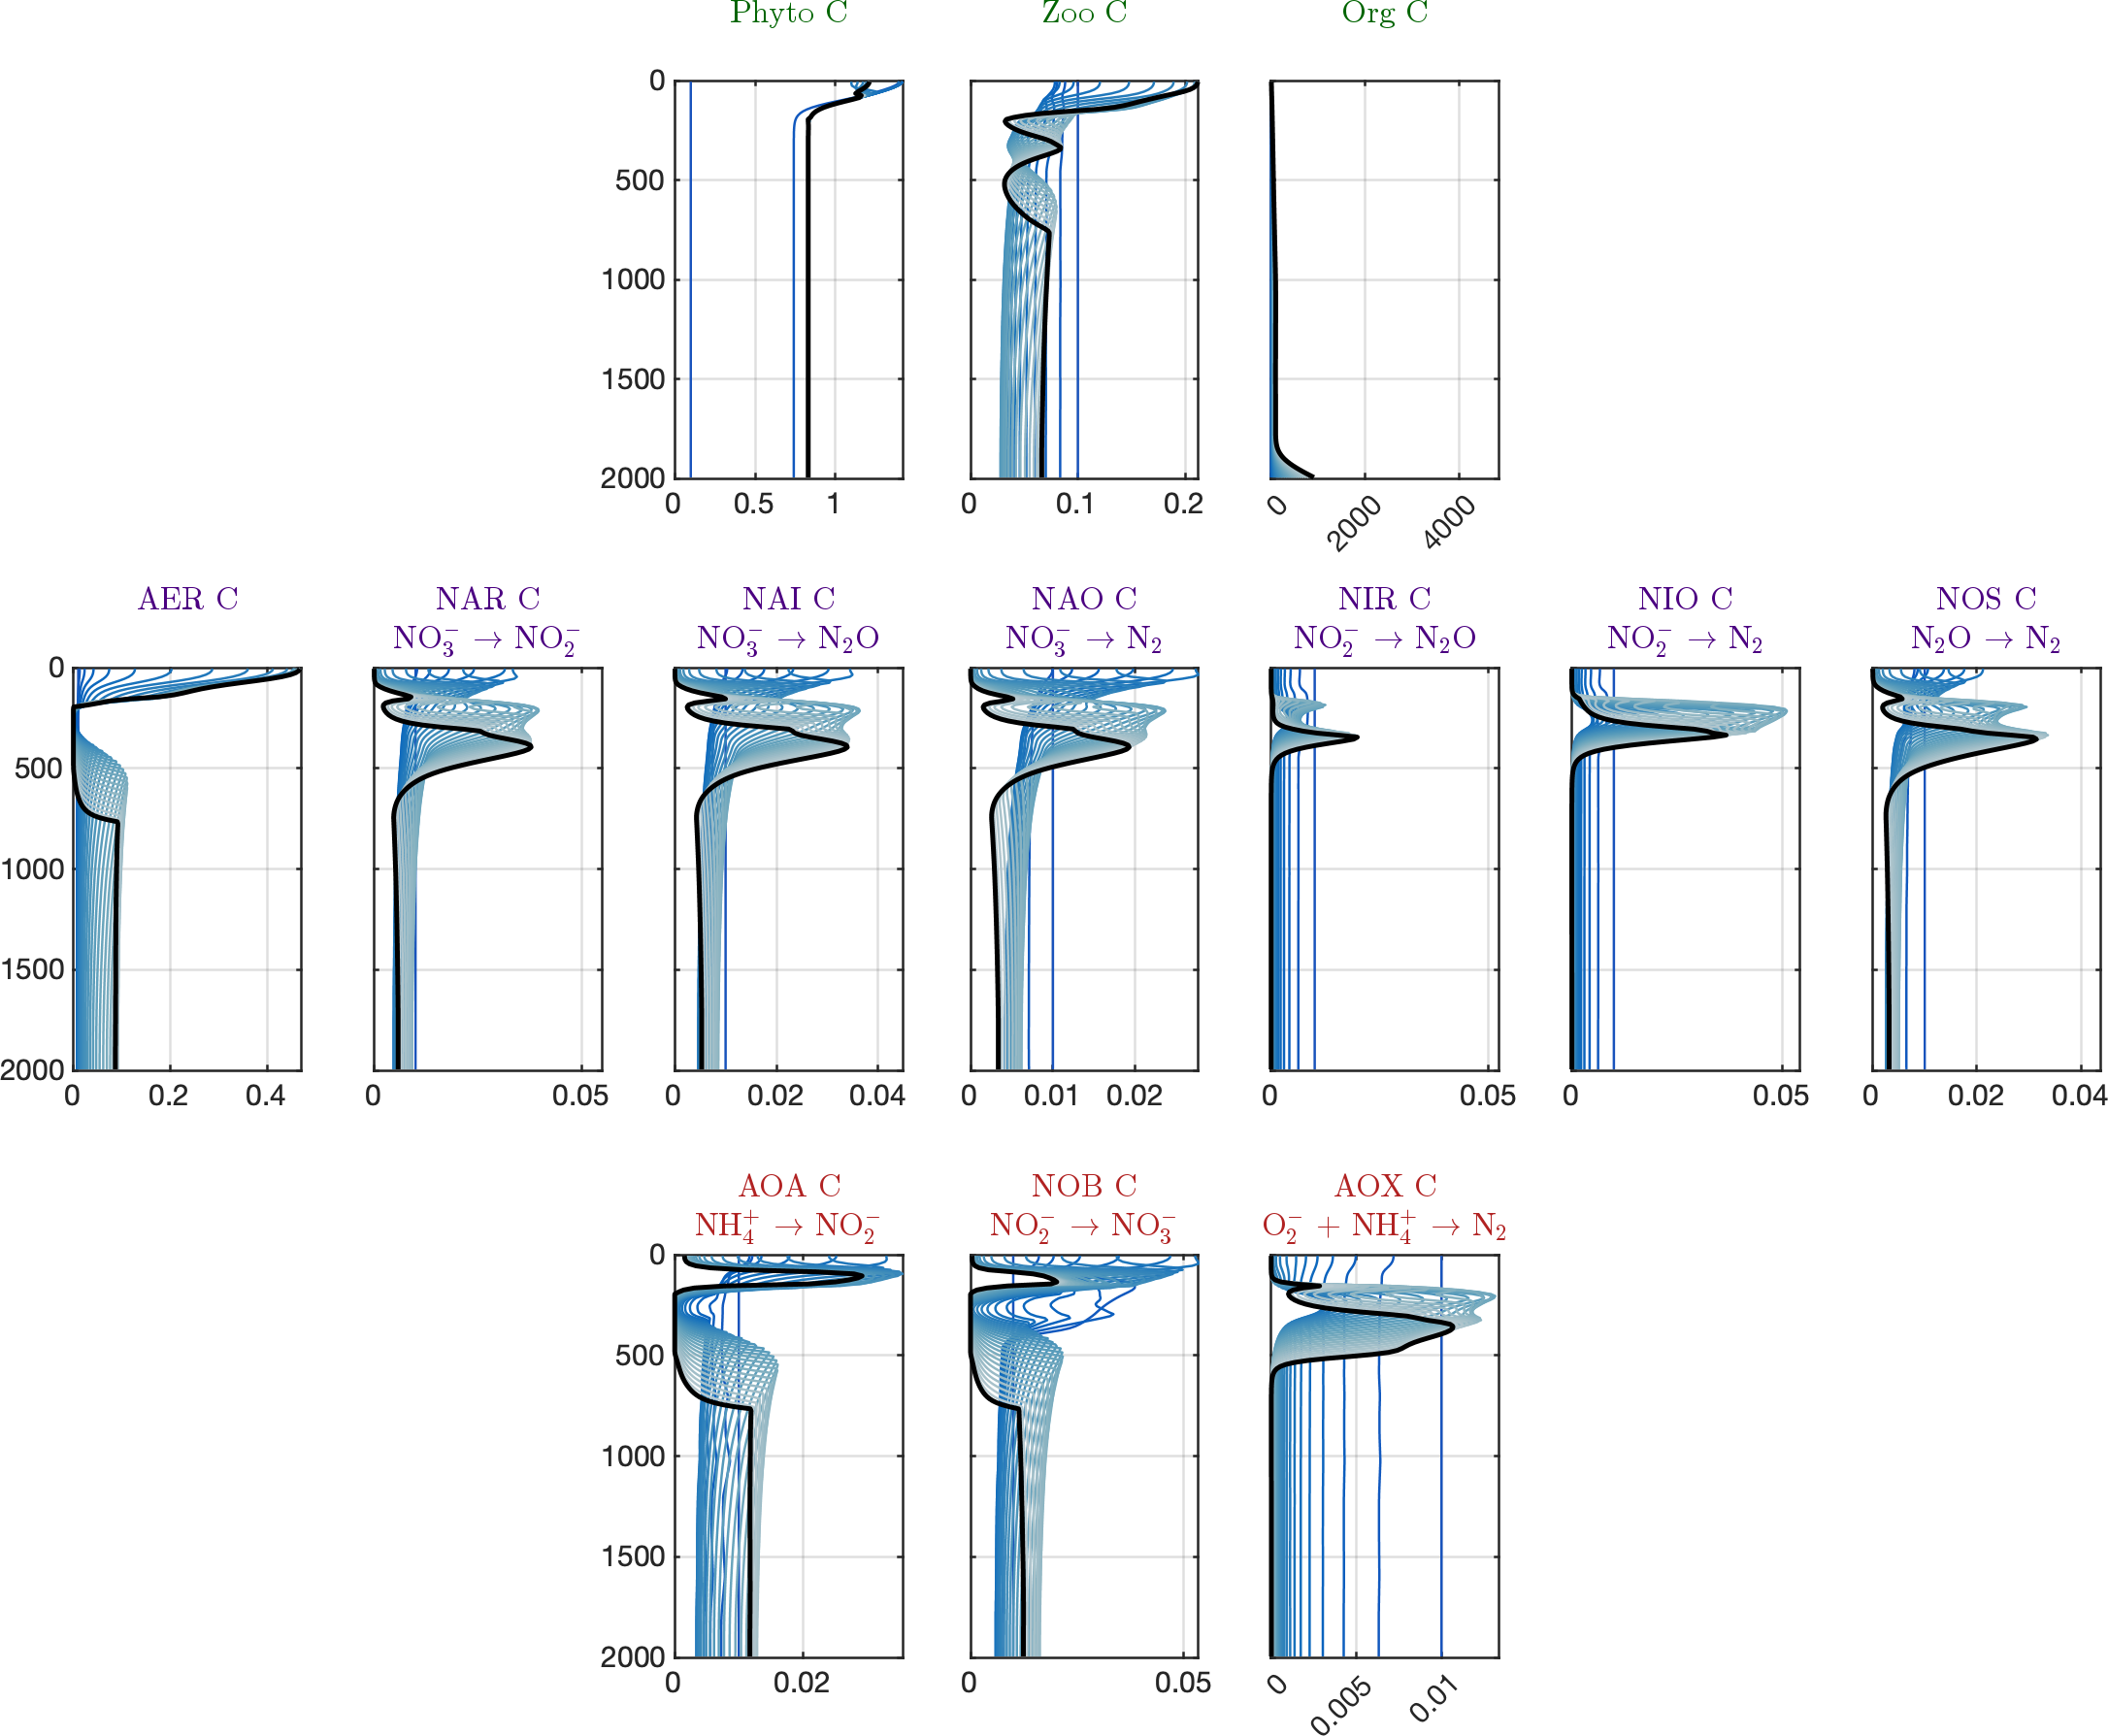 Phyto C Zoo C Org C
0
500
1000
1500
2000
0 0.5 1 0 0.1 0.2 0 2000 4000
AER C NAR C NAI C NAO C NIR C NIO C NOS C
NO₃⁻ → NO₂⁻ NO₃⁻ → N₂O NO₃⁻ → N₂ NO₂⁻ → N₂O NO₂⁻ → N₂ N₂O → N₂
0
500
1000
1500
2000
0 0.2 0.4 0 0.05 0 0.02 0.04 0 0.01 0.02 0 0.05 0 0.05 0 0.02 0.04
AOA C NOB C AOX C
NH₄⁺ → NO₂⁻ NO₂⁻ → NO₃⁻ O₂⁻ + NH₄⁺ → N₂
0
500
1000
1500
2000
0 0.02 0 0.05 0 0.005 0.01